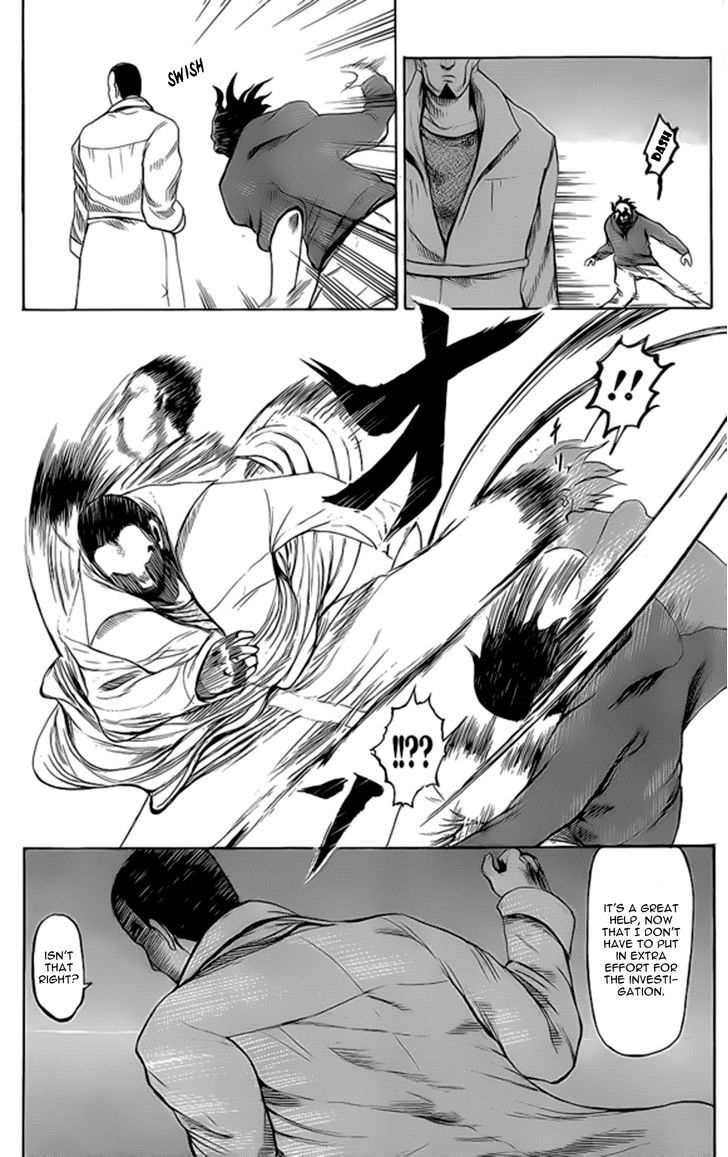 DASH
SWISH
!!
オ
!!??
IT'S A GREAT
HELP, NOW
THAT I DON'T
HAVE TO PUT
IN EXTRA
EFFORT FOR
THE INVESTI-
GATION.
ISN'T
THAT
RIGHT?